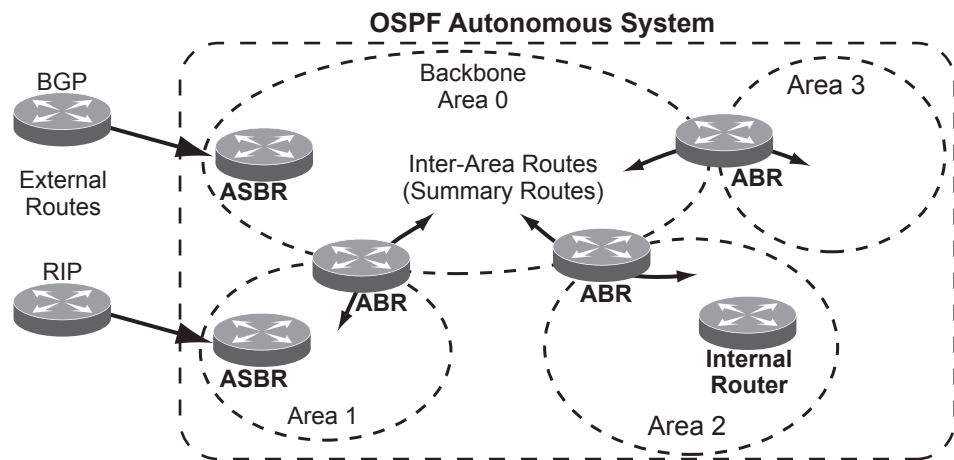 OSPF Autonomous System
BGP
Backbone
Area 0
Area 3
External
Routes
ASBR
Inter-Area Routes
(Summary Routes)
ABR
RIP
ABR
ABR
ASBR
Internal
Router
Area 1
Area 2